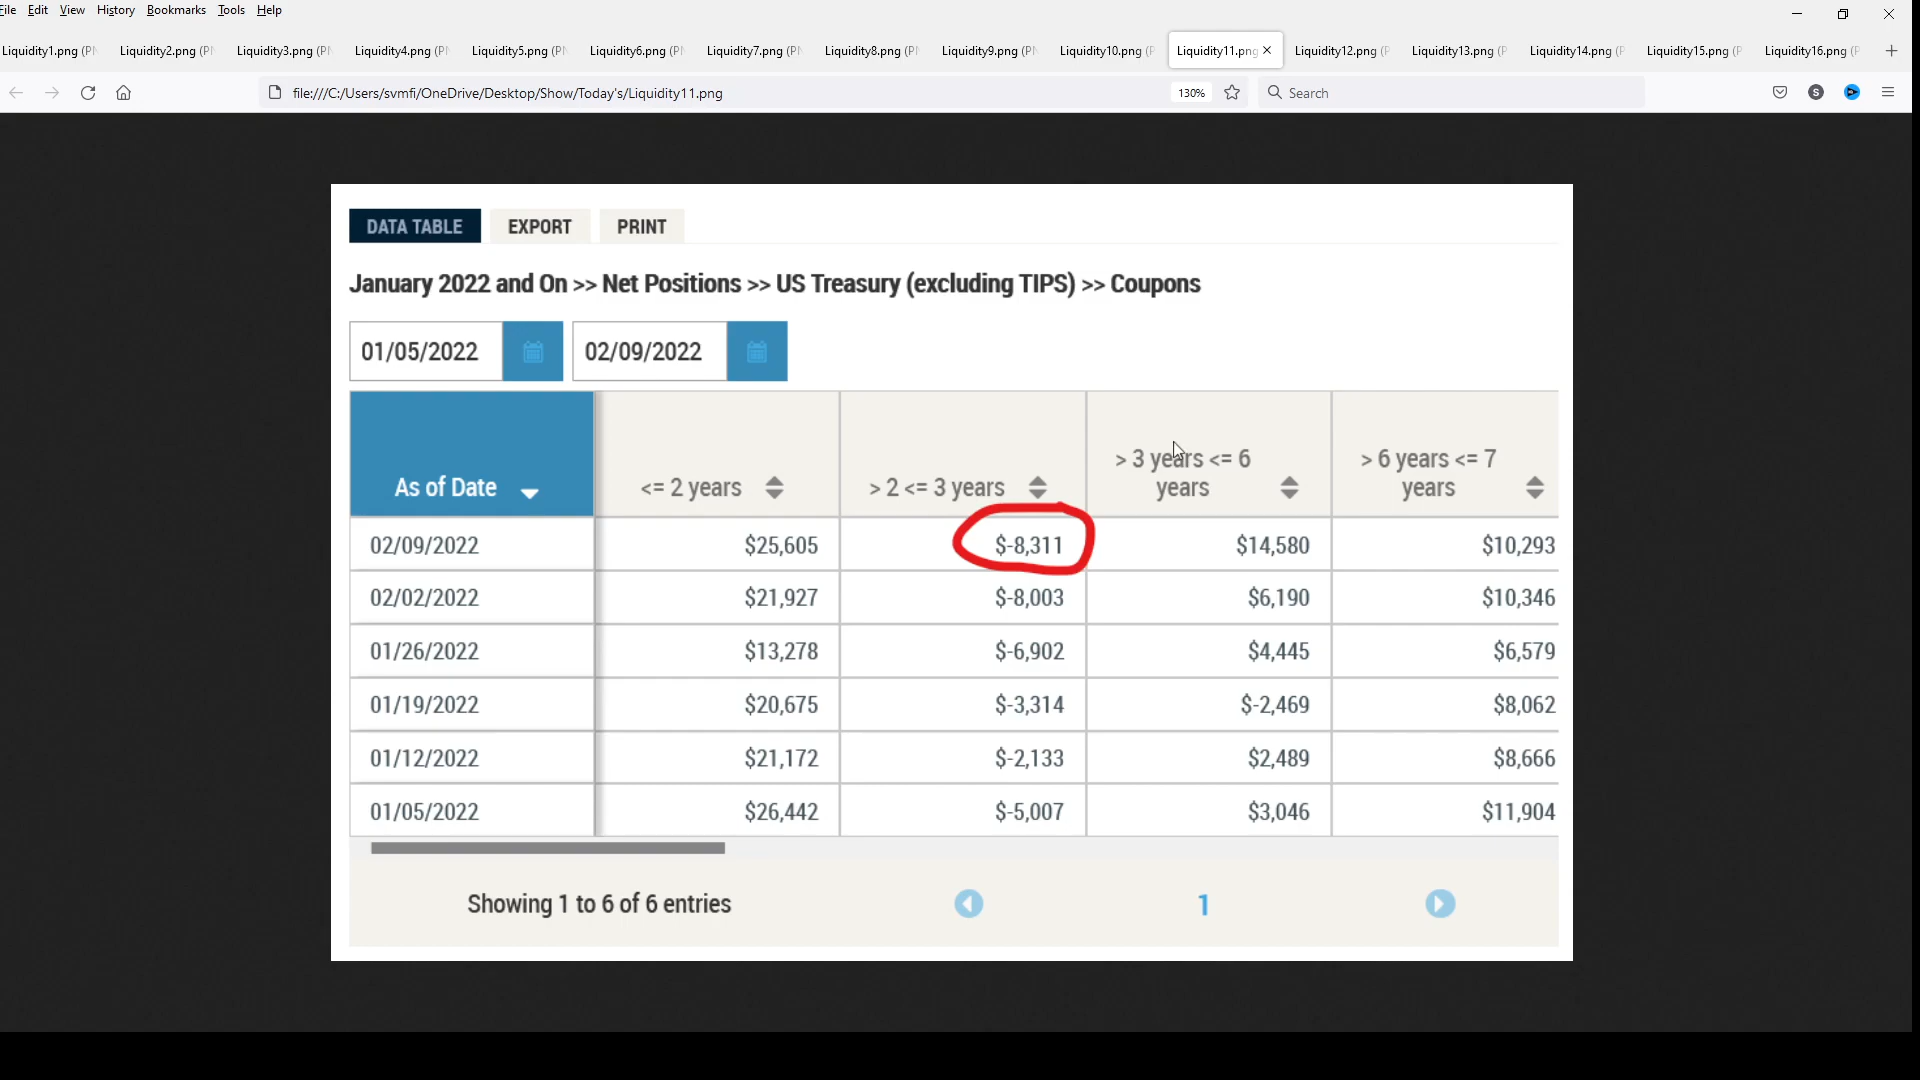 File Edit View History Bookmarks Tools Help
Liquidity1.png (P Liquidity2.png (P Liquidity3.png (P Liquidity4.png (P Liquidity5.png (P Liquidity6.png (P Liquidity7.png (P Liquidity8.png (P Liquidity9.png (P Liquidity10.png (P Liquidity11.png Liquidity12.png (P Liquidity13.png (P Liquidity14.png (P Liquidity15.png (P Liquidity16.png (P
file:///C:/Users/svmfi/OneDrive/Desktop/Show/Today's/Liquidity11.png 130% Search S
DATA TABLE EXPORT PRINT
January 2022 and On >> Net Positions >> US Treasury (excluding TIPS) >> Coupons
01/05/2022 02/09/2022
As of Date <= 2 years > 2 <= 3 years > 3 years <= 6 years > 6 years <= 7 years
02/09/2022 $25,605 $-8,311 $14,580 $10,293
02/02/2022 $21,927 $-8,003 $6,190 $10,346
01/26/2022 $13,278 $-6,902 $4,445 $6,579
01/19/2022 $20,675 $-3,314 $-2,469 $8,062
01/12/2022 $21,172 $-2,133 $2,489 $8,666
01/05/2022 $26,442 $-5,007 $3,046 $11,904
Showing 1 to 6 of 6 entries 1